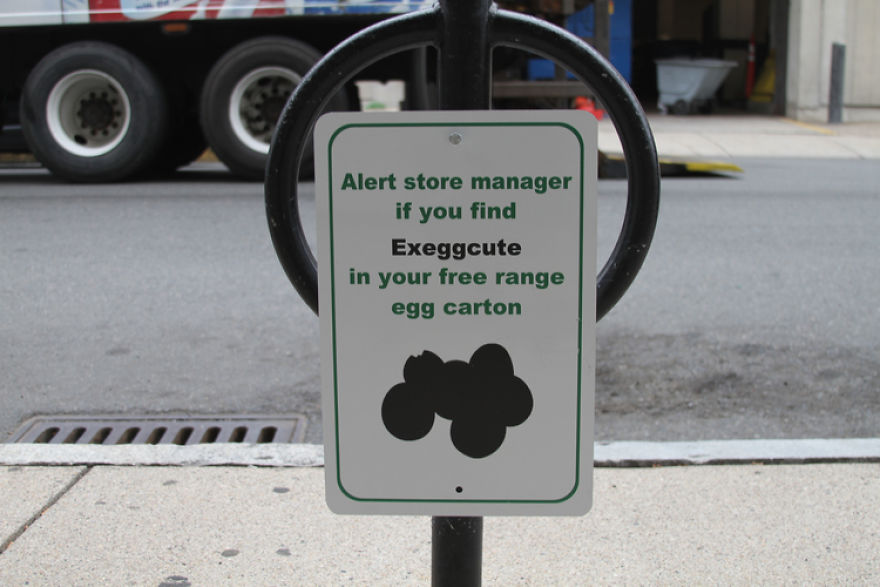 Alert store manager
if you find
Exeggcute
in your free range
egg carton